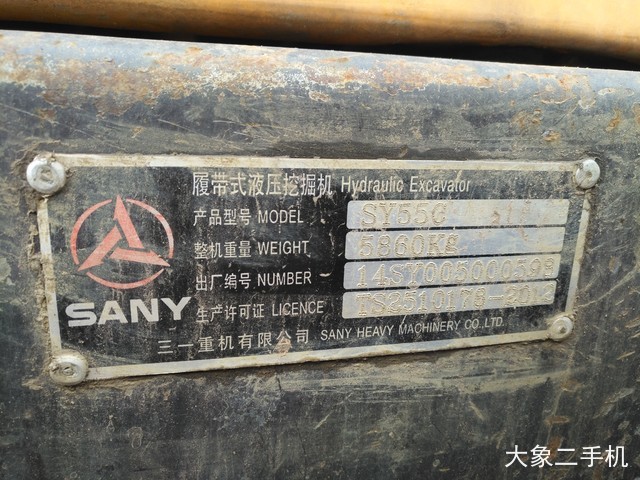 履带式液压挖掘机 Hydraulic Excavator
产品型号 MODEL SY55C
整机重量 WEIGHT 5860Kg
出厂编号 NUMBER
生产许可证 LICENCE
SANY
三一重机有限公司 SANY HEAVY MACHINERY CO.,LTD.
大象二手机